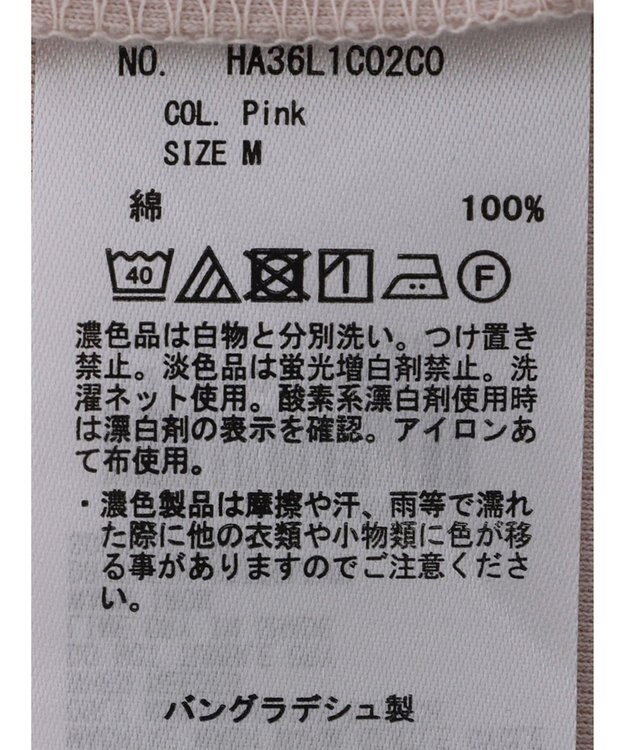 NO. HA36L1C02C0
COL. Pink
SIZE M
綿 100%
40 F
濃色品は白物と分別洗い。つけ置き
禁止。淡色品は蛍光増白剤禁止。洗
濯ネット使用。酸素系漂白剤使用時
は漂白剤の表示を確認。アイロンあ
て布使用。
・濃色製品は摩擦や汗、雨等で濡れ
た際に他の衣類や小物類に色が移
る事がありますのでご注意くださ
い。
バングラデシュ製